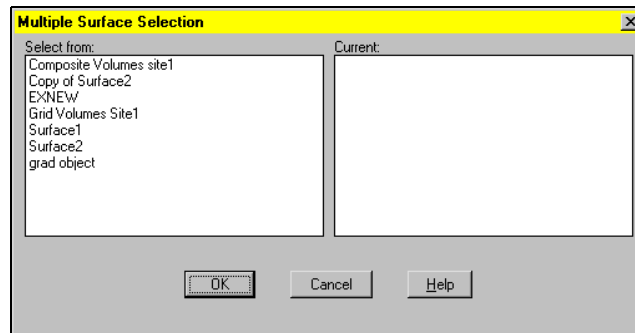 Multiple Surface Selection
Select from:
Current:
Composite Volumes site1
Copy of Surface2
EXNEW
Grid Volumes Site1
Surface1
Surface2
grad object
OK
Cancel
Help